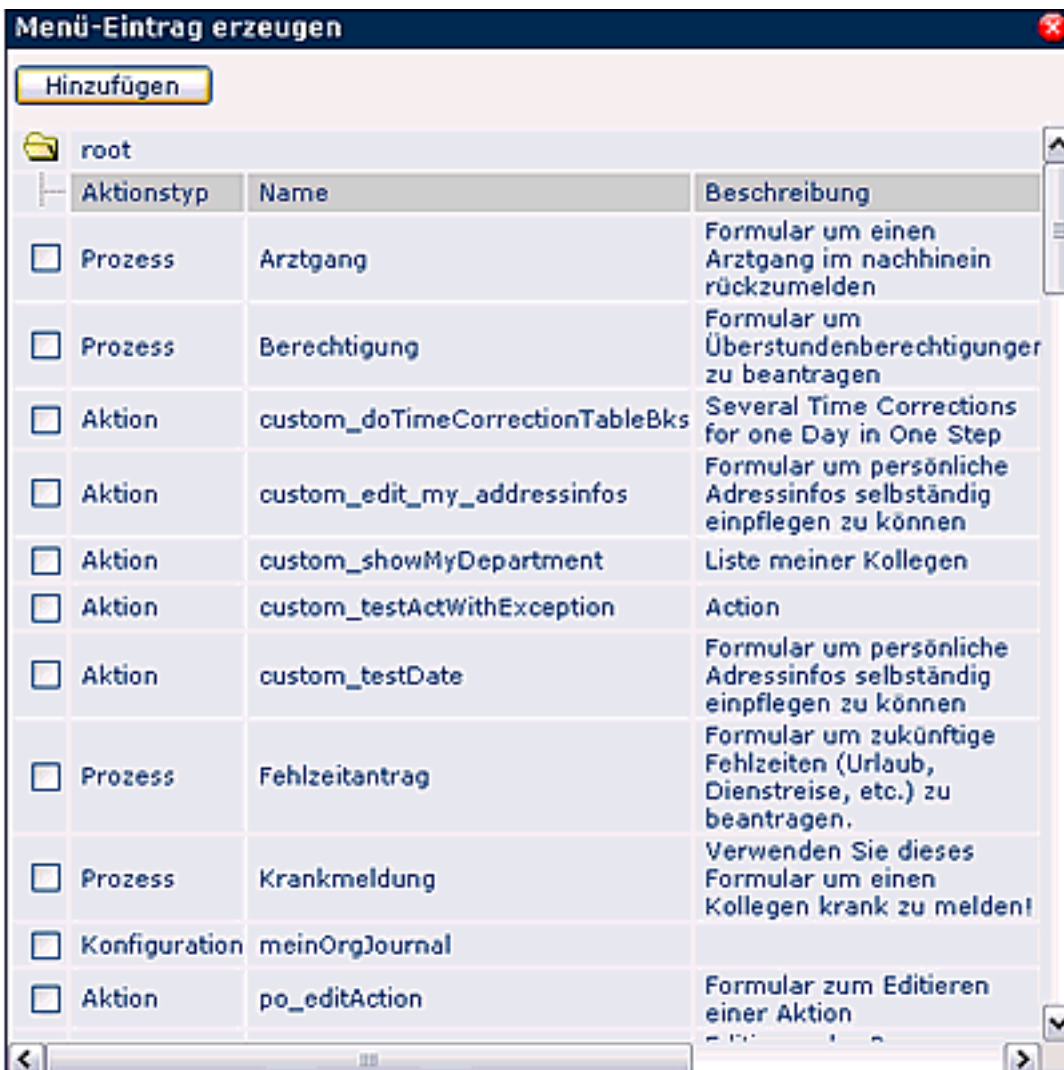 Menü-Eintrag erzeugen
Hinzufügen
root
Aktionstyp Name Beschreibung
Prozess Arztgang Formular um einen
Arztgang im nachhinein
rückzumelden
Prozess Berechtigung Formular um
Überstundenberechtigunger
zu beantragen
Aktion custom_doTimeCorrectionTableBks Several Time Corrections
for one Day in One Step
Aktion custom_edit_my_addressinfos Formular um persönliche
Adressinfos selbständig
einpflegen zu können
Aktion custom_showMyDepartment Liste meiner Kollegen
Aktion custom_testActWithException Action
Aktion custom_testDate Formular um persönliche
Adressinfos selbständig
einpflegen zu können
Prozess Fehlzeitantrag Formular um zukünftige
Fehlzeiten (Urlaub,
Dienstreise, etc.) zu
beantragen.
Prozess Krankmeldung Verwenden Sie dieses
Formular um einen
Kollegen krank zu melden!
Konfiguration meinOrgJournal
Aktion po_editAction Formular zum Editieren
einer Aktion